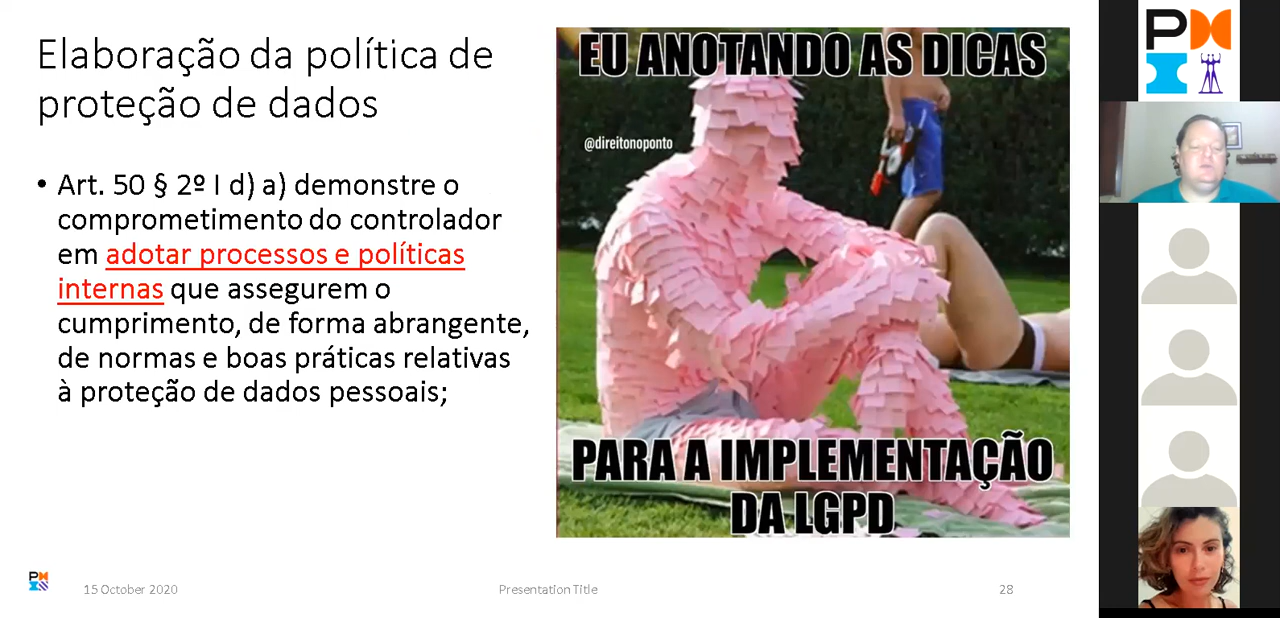 Elaboração da política de
proteção de dados
• Art. 50 § 2º I d) a) demonstre o
comprometimento do controlador
em adotar processos e políticas
internas que assegurem o
cumprimento, de forma abrangente,
de normas e boas práticas relativas
à proteção de dados pessoais;
EU ANOTANDO AS DICAS
@direitonoponto
PARA A IMPLEMENTAÇÃO
DA LGPD
15 October 2020
Presentation Title
28